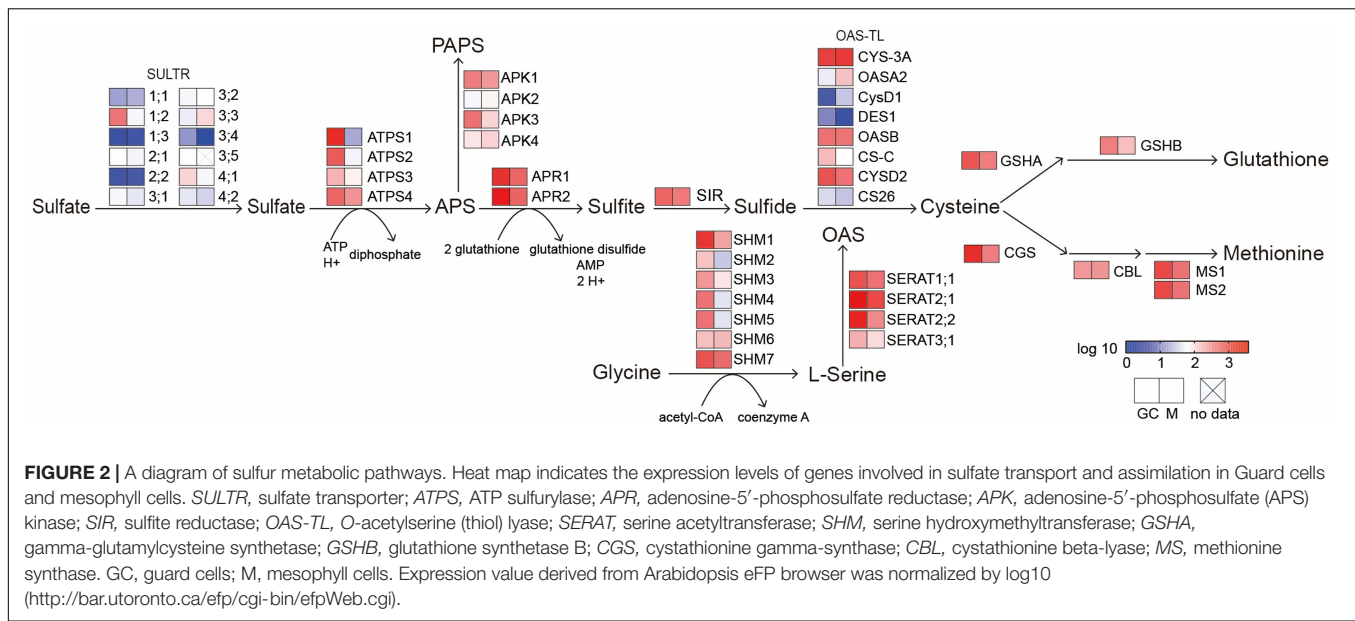 PAPS
SULTR
OAS-TL
1;1 3;2
1;2 3;3
1;3 3;4
2;1 3;5
2;2 4;1
3;1 4;2
ATPS1
ATPS2
ATPS3
ATPS4
APK1
APK2
APK3
APK4
APR1
APR2
SIR
CYS-3A
OASA2
CysD1
DES1
OASB
CS-C
CYSD2
CS26
GSHA
GSHB
Glutathione
Sulfate Sulfate APS Sulfite Sulfide Cysteine
ATP
H+
diphosphate
2 glutathione
glutathione disulfide
AMP
2 H+
SHM1
SHM2
SHM3
SHM4
SHM5
SHM6
SHM7
OAS
SERAT1;1
SERAT2;1
SERAT2;2
SERAT3;1
CGS
CBL
MS1
MS2
Methionine
Glycine L-Serine
acetyl-CoA coenzyme A
log 10
0 1 2 3
GC M no data
FIGURE 2 | A diagram of sulfur metabolic pathways. Heat map indicates the expression levels of genes involved in sulfate transport and assimilation in Guard cells
and mesophyll cells. SULTR, sulfate transporter; ATPS, ATP sulfurylase; APR, adenosine-5′-phosphosulfate reductase; APK, adenosine-5′-phosphosulfate (APS)
kinase; SIR, sulfite reductase; OAS-TL, O-acetylserine (thiol) lyase; SERAT, serine acetyltransferase; SHM, serine hydroxymethyltransferase; GSHA,
gamma-glutamylcysteine synthetase; GSHB, glutathione synthetase B; CGS, cystathionine gamma-synthase; CBL, cystathionine beta-lyase; MS, methionine
synthase. GC, guard cells; M, mesophyll cells. Expression value derived from Arabidopsis eFP browser was normalized by log10
(http://bar.utoronto.ca/efp/cgi-bin/efpWeb.cgi).